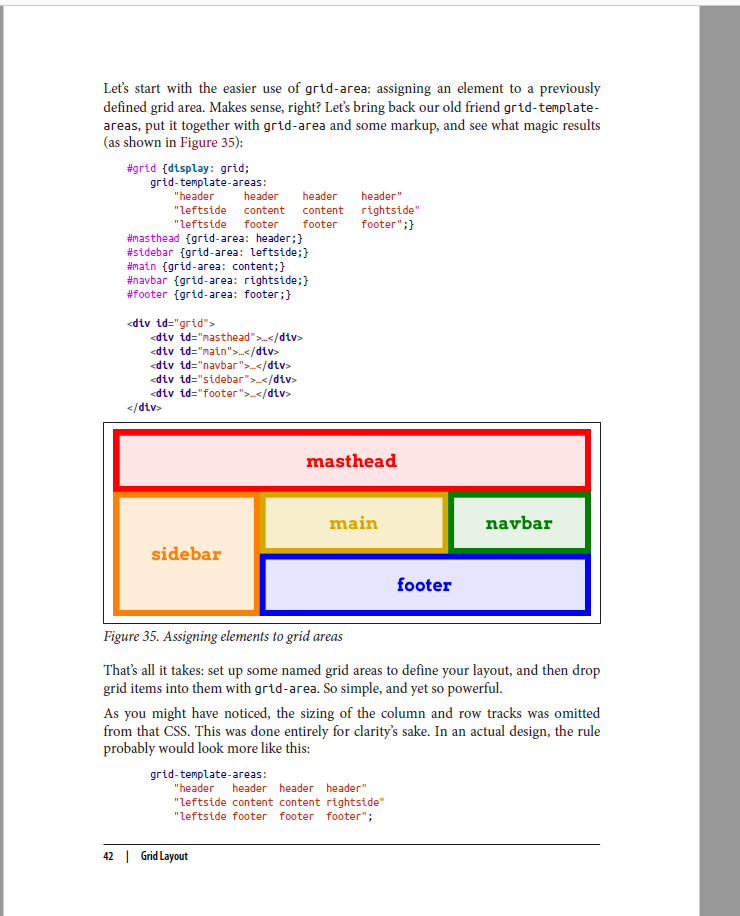 Let's start with the easier use of grid-area: assigning an element to a previously
defined grid area. Makes sense, right? Let's bring back our old friend grid-template-
areas, put it together with grid-area and some markup, and see what magic results
(as shown in Figure 35):
#grid {display: grid;
grid-template-areas:
"header header header header"
"leftside content content rightside"
"leftside footer footer footer";}
#masthead {grid-area: header;}
#sidebar {grid-area: leftside;}
#main {grid-area: content;}
#navbar {grid-area: rightside;}
#footer {grid-area: footer;}
<div id="grid">
<div id="masthead">…</div>
<div id="main">…</div>
<div id="navbar">…</div>
<div id="sidebar">…</div>
<div id="footer">…</div>
</div>
masthead
main
navbar
sidebar
footer
Figure 35. Assigning elements to grid areas
That's all it takes: set up some named grid areas to define your layout, and then drop
grid items into them with grid-area. So simple, and yet so powerful.
As you might have noticed, the sizing of the column and row tracks was omitted
from that CSS. This was done entirely for clarity's sake. In an actual design, the rule
probably would look more like this:
grid-template-areas:
"header header header header"
"leftside content content rightside"
"leftside footer footer footer";
42 | Grid Layout